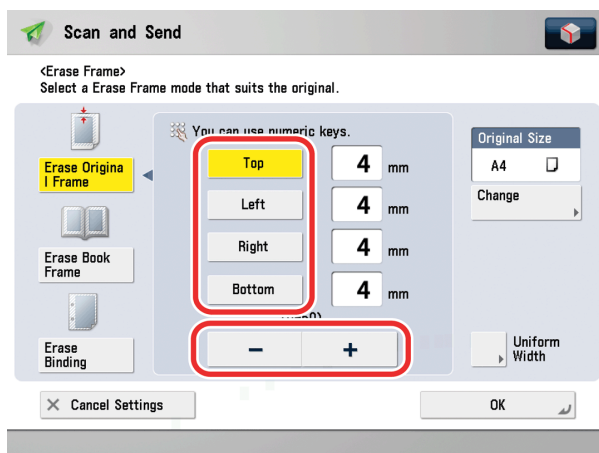 Scan and Send
<Erase Frame>
Select a Erase Frame mode that suits the original.
Erase Origina
l Frame
Erase Book
Frame
Erase
Binding
You can use numeric keys.
Top 4 mm
Left 4 mm
Right 4 mm
Bottom 4 mm
− +
Original Size
A4
Change
Uniform
Width
× Cancel Settings
OK